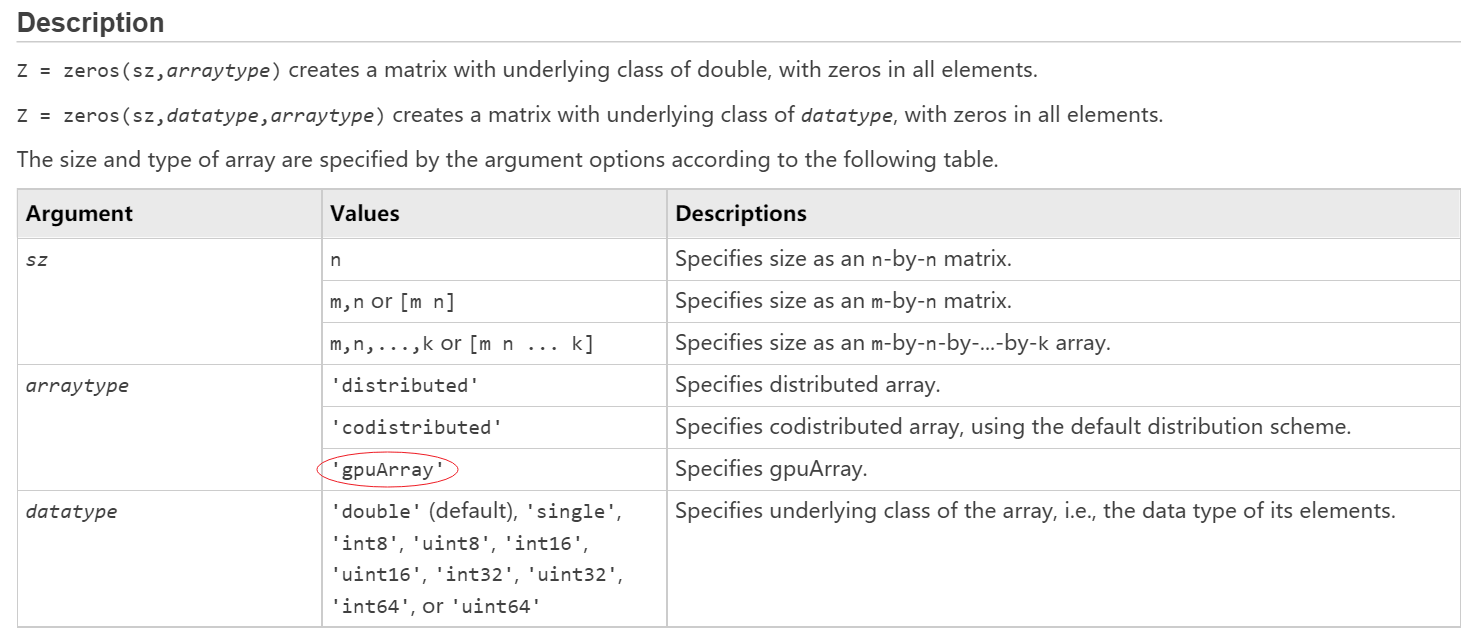 Description
Z = zeros(sz,arraytype) creates a matrix with underlying class of double, with zeros in all elements.
Z = zeros(sz,datatype,arraytype) creates a matrix with underlying class of datatype, with zeros in all elements.
The size and type of array are specified by the argument options according to the following table.
Argument Values Descriptions
sz n Specifies size as an n-by-n matrix.
m,n or [m n] Specifies size as an m-by-n matrix.
m,n,...,k or [m n ... k] Specifies size as an m-by-n-by-...-by-k array.
arraytype 'distributed' Specifies distributed array.
'codistributed' Specifies codistributed array, using the default distribution scheme.
'gpuArray' Specifies gpuArray.
datatype 'double' (default), 'single', Specifies underlying class of the array, i.e., the data type of its elements.
'int8', 'uint8', 'int16',
'uint16', 'int32', 'uint32',
'int64', or 'uint64'